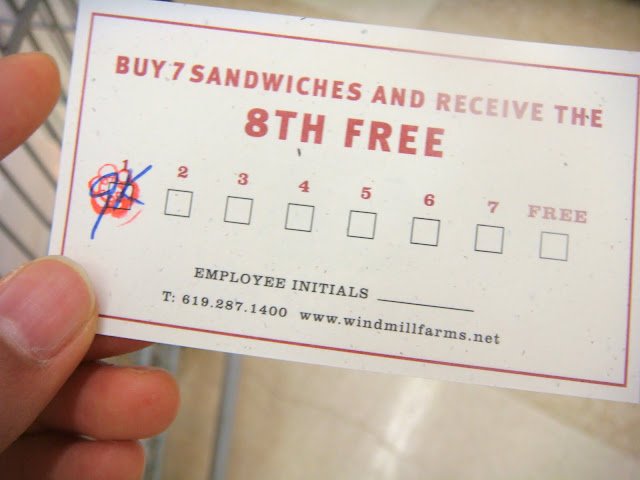 BUY 7 SANDWICHES AND RECEIVE THE
8TH FREE
1 2 3 4 5 6 7 FREE
EMPLOYEE INITIALS
T: 619.287.1400 www.windmillfarms.net